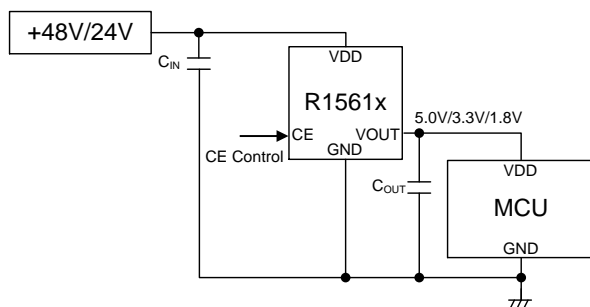 +48V/24V
CIN
VDD
R1561x
CE VOUT
GND
CE Control
5.0V/3.3V/1.8V
COUT
VDD
MCU
GND